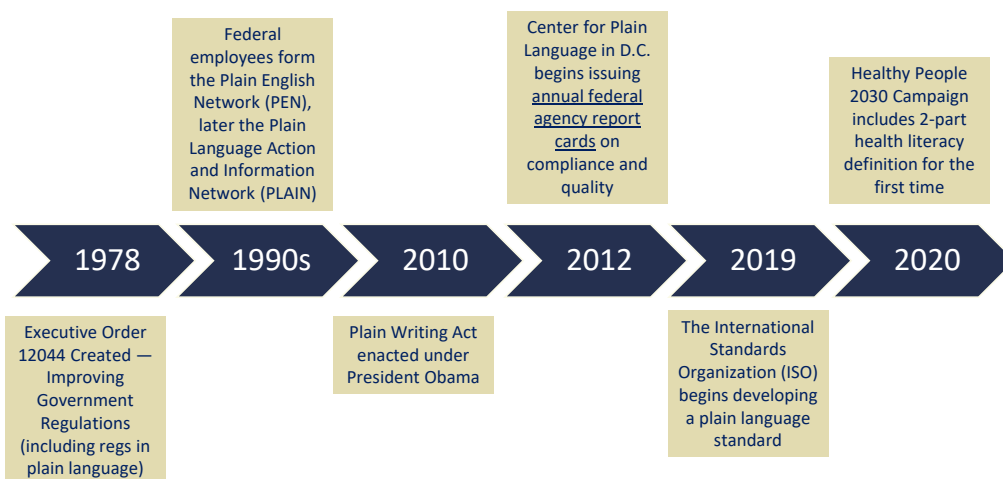 Federal
employees form
the Plain English
Network (PEN),
later the Plain
Language Action
and Information
Network (PLAIN)
Center for Plain
Language in D.C.
begins issuing
annual federal
agency report
cards on
compliance and
quality
Healthy People
2030 Campaign
includes 2-part
health literacy
definition for the
first time
1978
1990s
2010
2012
2019
2020
Executive Order
12044 Created —
Improving
Government
Regulations
(including regs in
plain language)
Plain Writing Act
enacted under
President Obama
The International
Standards
Organization (ISO)
begins developing
a plain language
standard